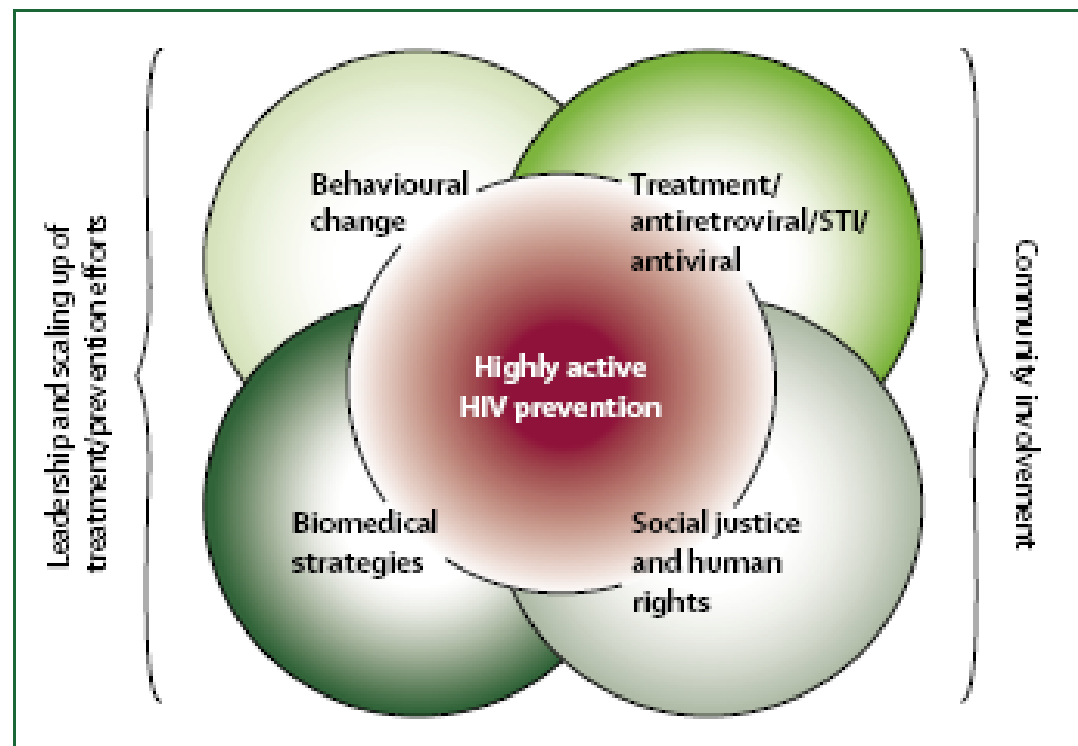 Leadership and scaling up of
treatment/prevention efforts
Behavioural
change
Treatment/
antiretroviral/STI/
antiviral
Highly active
HIV prevention
Biomedical
strategies
Social justice
and human
rights
Community involvement